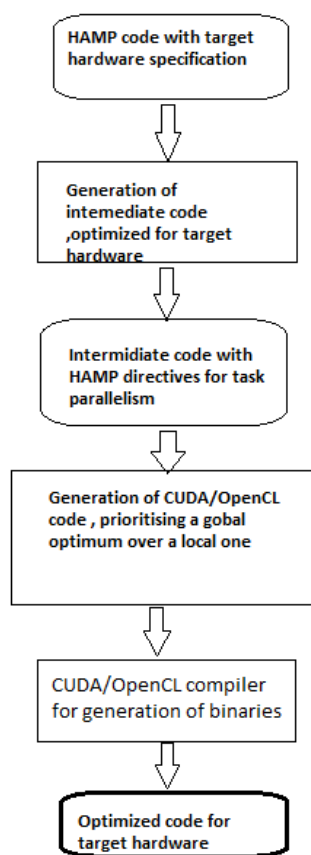 HAMP code with target
hardware specification
Generation of
intemediate code
,optimized for target
hardware
Intermidiate code with
HAMP directives for task
parallelism
Generation of CUDA/OpenCL
code , prioritising a gobal
optimum over a local one
CUDA/OpenCL compiler
for generation of binaries
Optimized code for
target hardware